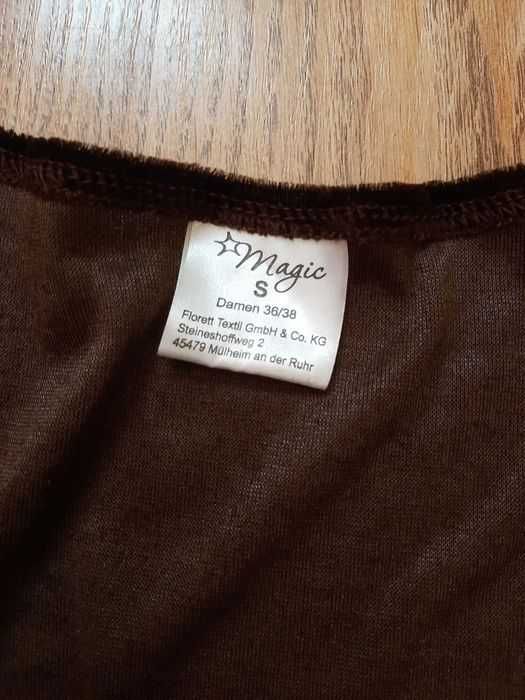 Magic
S
Damen 36/38
Florett Textil GmbH & Co. KG
Steineshoffweg 2
45479 Mülheim an der Ruhr